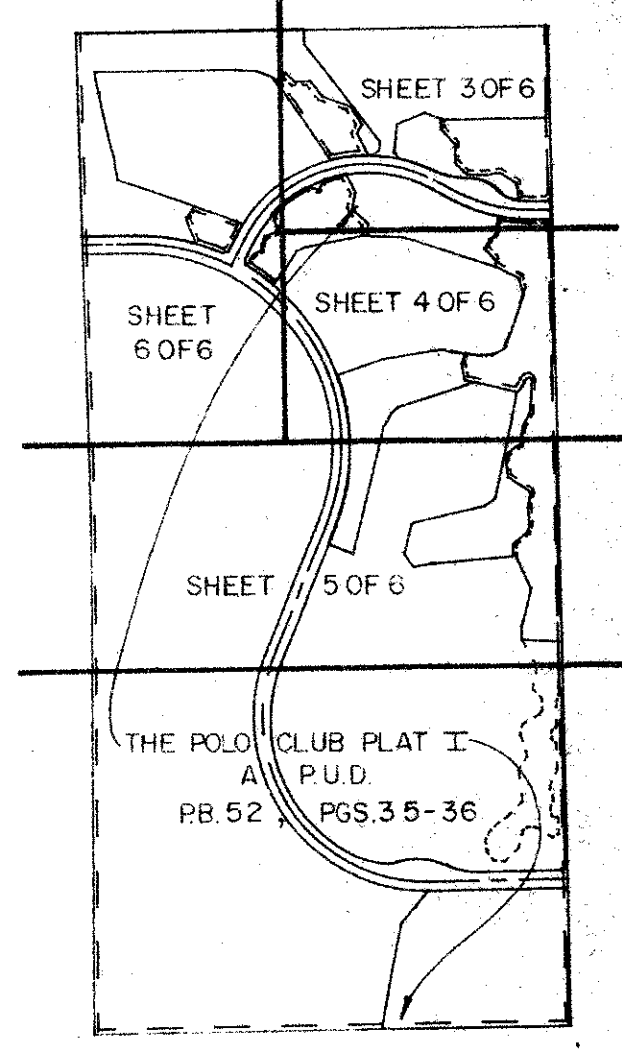 SHEET 3 OF 6
SHEET 4 OF 6
SHEET
6 OF 6
SHEET 5 OF 6
THE POLO CLUB PLAT I
A P.U.D.
P.B. 52, PGS. 35-36